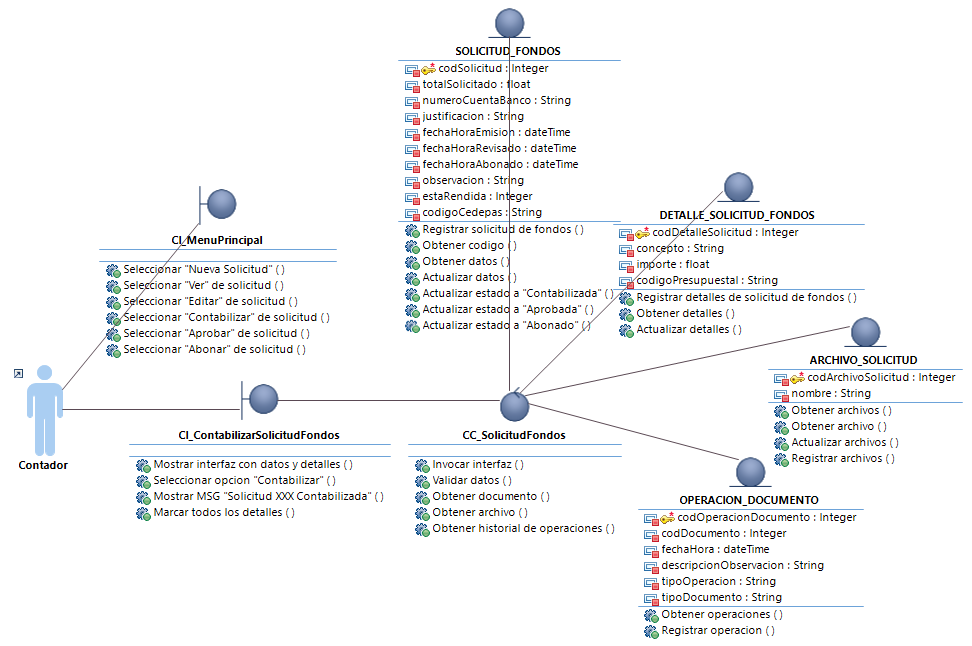 SOLICITUD_FONDOS
codSolicitud : Integer
totalSolicitado : float
numeroCuentaBanco : String
justificacion : String
fechaHoraEmision : dateTime
fechaHoraRevisado : dateTime
fechaHoraAbonado : dateTime
observacion : String
estaRendida : Integer
codigoCedepas : String
Registrar solicitud de fondos ( )
Obtener codigo ( )
Obtener datos ( )
Actualizar datos ( )
Actualizar estado a "Contabilizada" ( )
Actualizar estado a "Aprobada" ( )
Actualizar estado a "Abonado" ( )
DETALLE_SOLICITUD_FONDOS
codDetalleSolicitud : Integer
concepto : String
importe : float
codigoPresupuestal : String
Registrar detalles de solicitud de fondos ( )
Obtener detalles ( )
Actualizar detalles ( )
CI_MenuPrincipal
Seleccionar "Nueva Solicitud" ( )
Seleccionar "Ver" de solicitud ( )
Seleccionar "Editar" de solicitud ( )
Seleccionar "Contabilizar" de solicitud ( )
Seleccionar "Aprobar" de solicitud ( )
Seleccionar "Abonar" de solicitud ( )
ARCHIVO_SOLICITUD
codArchivoSolicitud : Integer
nombre : String
Obtener archivos ( )
Obtener archivo ( )
Actualizar archivos ( )
Registrar archivos ( )
Contador
CI_ContabilizarSolicitudFondos
Mostrar interfaz con datos y detalles ( )
Seleccionar opcion "Contabilizar" ( )
Mostrar MSG "Solicitud XXX Contabilizada" ( )
Marcar todos los detalles ( )
CC_SolicitudFondos
Invocar interfaz ( )
Validar datos ( )
Obtener documento ( )
Obtener archivo ( )
Obtener historial de operaciones ( )
OPERACION_DOCUMENTO
codOperacionDocumento : Integer
codDocumento : Integer
fechaHora : dateTime
descripcionObservacion : String
tipoOperacion : String
tipoDocumento : String
Obtener operaciones ( )
Registrar operacion ( )